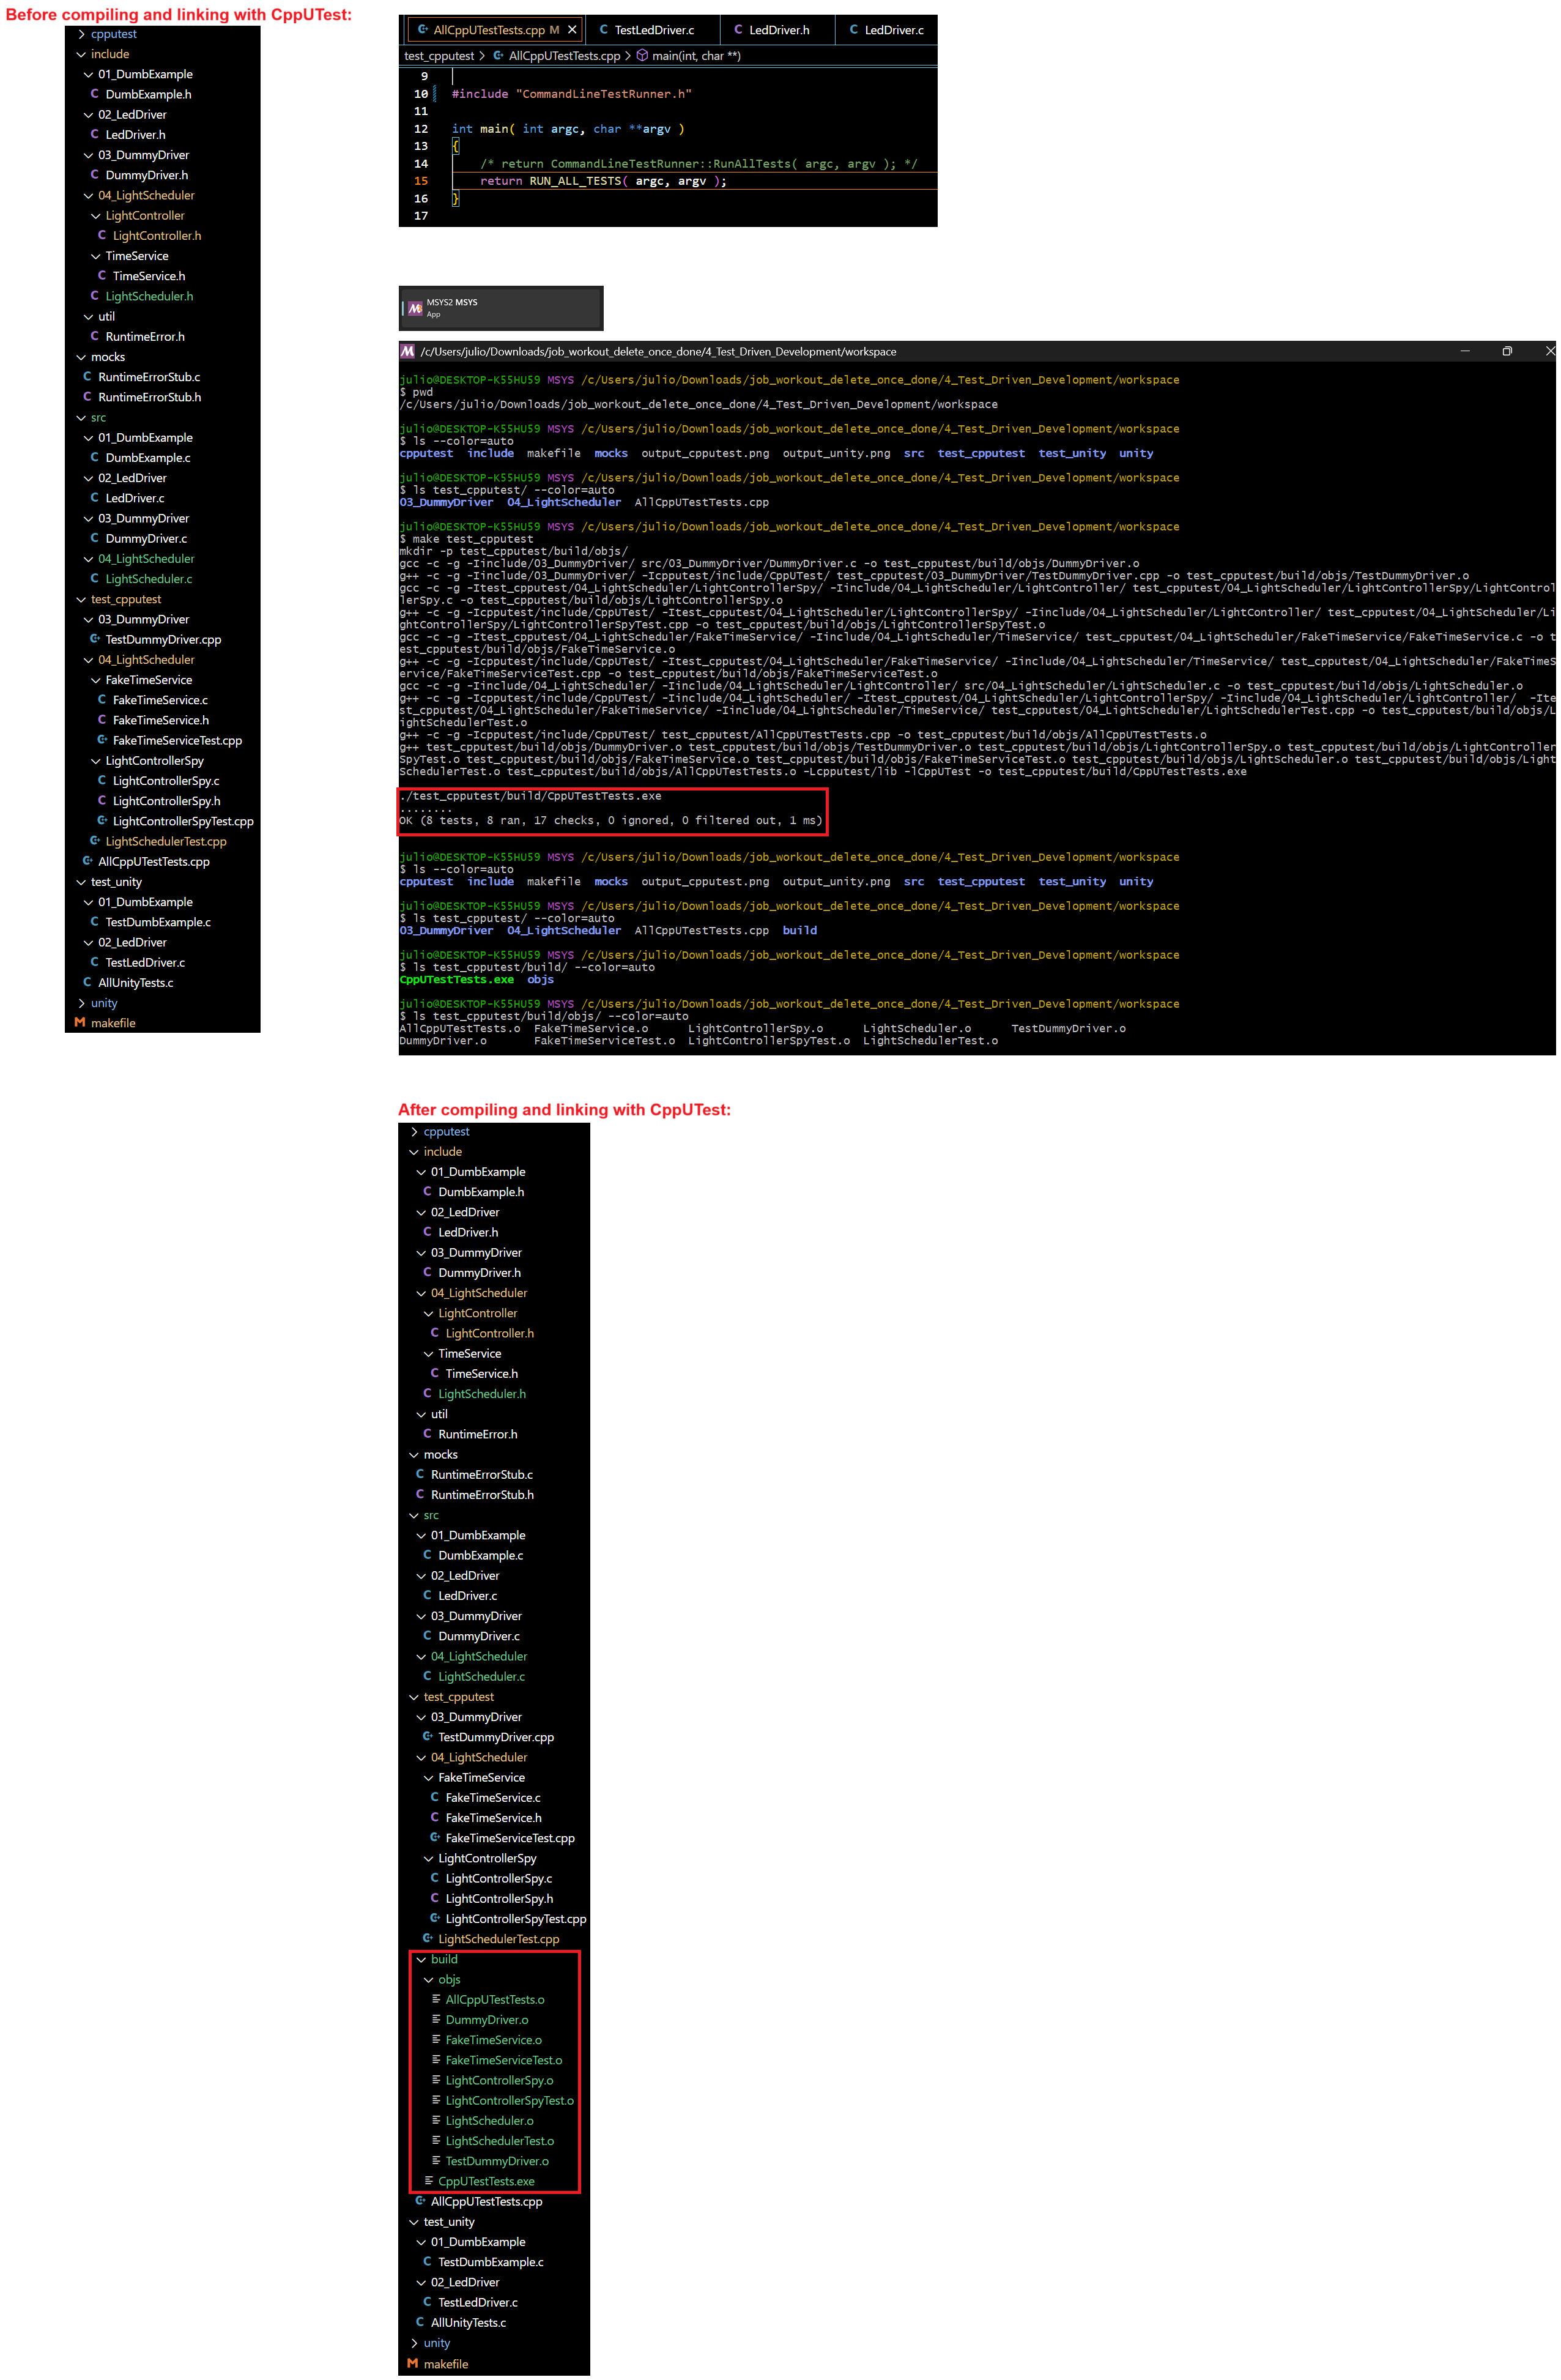 Before compiling and linking with CppUTest:
cpputest
include
01_DumbExample
DumbExample.h
02_LedDriver
LedDriver.h
03_DummyDriver
DummyDriver.h
04_LightScheduler
LightController
LightController.h
TimeService
TimeService.h
LightScheduler.h
util
RuntimeError.h
mocks
RuntimeErrorStub.c
RuntimeErrorStub.h
src
01_DumbExample
DumbExample.c
02_LedDriver
LedDriver.c
03_DummyDriver
DummyDriver.c
04_LightScheduler
LightScheduler.c
test_cpputest
03_DummyDriver
TestDummyDriver.cpp
04_LightScheduler
FakeTimeService
FakeTimeService.c
FakeTimeService.h
FakeTimeServiceTest.cpp
LightControllerSpy
LightControllerSpy.c
LightControllerSpy.h
LightControllerSpyTest.cpp
LightSchedulerTest.cpp
AllCppUTestTests.cpp
test_unity
01_DumbExample
TestDumbExample.c
02_LedDriver
TestLedDriver.c
AllUnityTests.c
unity
makefile
AllCppUTestTests.cpp M TestLedDriver.c LedDriver.h LedDriver.c
test_cpputest > AllCppUTestTests.cpp > main(int, char **)
9
10 #include "CommandLineTestRunner.h"
11
12 int main( int argc, char **argv )
13 {
14 /* return CommandLineTestRunner::RunAllTests( argc, argv ); */
15 return RUN_ALL_TESTS( argc, argv );
16 }
17
MSYS2 MSYS
App
/c/Users/julio/Downloads/job_workout_delete_once_done/4_Test_Driven_Development/workspace
julio@DESKTOP-K55HU59 MSYS /c/Users/julio/Downloads/job_workout_delete_once_done/4_Test_Driven_Development/workspace
$ pwd
/c/Users/julio/Downloads/job_workout_delete_once_done/4_Test_Driven_Development/workspace
julio@DESKTOP-K55HU59 MSYS /c/Users/julio/Downloads/job_workout_delete_once_done/4_Test_Driven_Development/workspace
$ ls --color=auto
cpputest include makefile mocks output_cpputest.png output_unity.png src test_cpputest test_unity unity
julio@DESKTOP-K55HU59 MSYS /c/Users/julio/Downloads/job_workout_delete_once_done/4_Test_Driven_Development/workspace
$ ls test_cpputest/ --color=auto
03_DummyDriver 04_LightScheduler AllCppUTestTests.cpp
julio@DESKTOP-K55HU59 MSYS /c/Users/julio/Downloads/job_workout_delete_once_done/4_Test_Driven_Development/workspace
$ make test_cpputest
mkdir -p test_cpputest/build/objs/
gcc -c -g -Iinclude/03_DummyDriver/ src/03_DummyDriver/DummyDriver.c -o test_cpputest/build/objs/DummyDriver.o
g++ -c -g -Iinclude/03_DummyDriver/ -Icpputest/include/CppUTest/ test_cpputest/03_DummyDriver/TestDummyDriver.cpp -o test_cpputest/build/objs/TestDummyDriver.o
gcc -c -g -Itest_cpputest/04_LightScheduler/LightControllerSpy/ -Iinclude/04_LightScheduler/LightController/ test_cpputest/04_LightScheduler/LightControllerSpy/LightControl
lerSpy.c -o test_cpputest/build/objs/LightControllerSpy.o
g++ -c -g -Icpputest/include/CppUTest/ -Itest_cpputest/04_LightScheduler/LightControllerSpy/ -Iinclude/04_LightScheduler/LightController/ test_cpputest/04_LightScheduler/Li
ghtControllerSpy/LightControllerSpyTest.cpp -o test_cpputest/build/objs/LightControllerSpyTest.o
gcc -c -g -Itest_cpputest/04_LightScheduler/FakeTimeService/ -Iinclude/04_LightScheduler/TimeService/ test_cpputest/04_LightScheduler/FakeTimeService/FakeTimeService.c -o t
est_cpputest/build/objs/FakeTimeService.o
g++ -c -g -Icpputest/include/CppUTest/ -Itest_cpputest/04_LightScheduler/FakeTimeService/ -Iinclude/04_LightScheduler/TimeService/ test_cpputest/04_LightScheduler/FakeTimeS
ervice/FakeTimeServiceTest.cpp -o test_cpputest/build/objs/FakeTimeServiceTest.o
gcc -c -g -Iinclude/04_LightScheduler/ -Iinclude/04_LightScheduler/LightController/ src/04_LightScheduler/LightScheduler.c -o test_cpputest/build/objs/LightScheduler.o
g++ -c -g -Icpputest/include/CppUTest/ -Iinclude/04_LightScheduler/ -Itest_cpputest/04_LightScheduler/LightControllerSpy/ -Iinclude/04_LightScheduler/LightController/ -Ite
st_cpputest/04_LightScheduler/FakeTimeService/ -Iinclude/04_LightScheduler/TimeService/ test_cpputest/04_LightScheduler/LightSchedulerTest.cpp -o test_cpputest/build/objs/L
ightSchedulerTest.o
g++ -c -g -Icpputest/include/CppUTest/ test_cpputest/AllCppUTestTests.cpp -o test_cpputest/build/objs/AllCppUTestTests.o
g++ test_cpputest/build/objs/DummyDriver.o test_cpputest/build/objs/TestDummyDriver.o test_cpputest/build/objs/LightControllerSpy.o test_cpputest/build/objs/LightController
SpyTest.o test_cpputest/build/objs/FakeTimeService.o test_cpputest/build/objs/FakeTimeServiceTest.o test_cpputest/build/objs/LightScheduler.o test_cpputest/build/objs/Light
SchedulerTest.o test_cpputest/build/objs/AllCppUTestTests.o -Lcpputest/lib -lCppUTest -o test_cpputest/build/CppUTestTests.exe
./test_cpputest/build/CppUTestTests.exe
........
OK (8 tests, 8 ran, 17 checks, 0 ignored, 0 filtered out, 1 ms)
julio@DESKTOP-K55HU59 MSYS /c/Users/julio/Downloads/job_workout_delete_once_done/4_Test_Driven_Development/workspace
$ ls --color=auto
cpputest include makefile mocks output_cpputest.png output_unity.png src test_cpputest test_unity unity
julio@DESKTOP-K55HU59 MSYS /c/Users/julio/Downloads/job_workout_delete_once_done/4_Test_Driven_Development/workspace
$ ls test_cpputest/ --color=auto
03_DummyDriver 04_LightScheduler AllCppUTestTests.cpp build
julio@DESKTOP-K55HU59 MSYS /c/Users/julio/Downloads/job_workout_delete_once_done/4_Test_Driven_Development/workspace
$ ls test_cpputest/build/ --color=auto
CppUTestTests.exe objs
julio@DESKTOP-K55HU59 MSYS /c/Users/julio/Downloads/job_workout_delete_once_done/4_Test_Driven_Development/workspace
$ ls test_cpputest/build/objs/ --color=auto
AllCppUTestTests.o FakeTimeService.o LightControllerSpy.o LightScheduler.o TestDummyDriver.o
DummyDriver.o FakeTimeServiceTest.o LightControllerSpyTest.o LightSchedulerTest.o
After compiling and linking with CppUTest:
cpputest
include
01_DumbExample
DumbExample.h
02_LedDriver
LedDriver.h
03_DummyDriver
DummyDriver.h
04_LightScheduler
LightController
LightController.h
TimeService
TimeService.h
LightScheduler.h
util
RuntimeError.h
mocks
RuntimeErrorStub.c
RuntimeErrorStub.h
src
01_DumbExample
DumbExample.c
02_LedDriver
LedDriver.c
03_DummyDriver
DummyDriver.c
04_LightScheduler
LightScheduler.c
test_cpputest
03_DummyDriver
TestDummyDriver.cpp
04_LightScheduler
FakeTimeService
FakeTimeService.c
FakeTimeService.h
FakeTimeServiceTest.cpp
LightControllerSpy
LightControllerSpy.c
LightControllerSpy.h
LightControllerSpyTest.cpp
LightSchedulerTest.cpp
build
objs
AllCppUTestTests.o
DummyDriver.o
FakeTimeService.o
FakeTimeServiceTest.o
LightControllerSpy.o
LightControllerSpyTest.o
LightScheduler.o
LightSchedulerTest.o
TestDummyDriver.o
CppUTestTests.exe
AllCppUTestTests.cpp
test_unity
01_DumbExample
TestDumbExample.c
02_LedDriver
TestLedDriver.c
AllUnityTests.c
unity
makefile